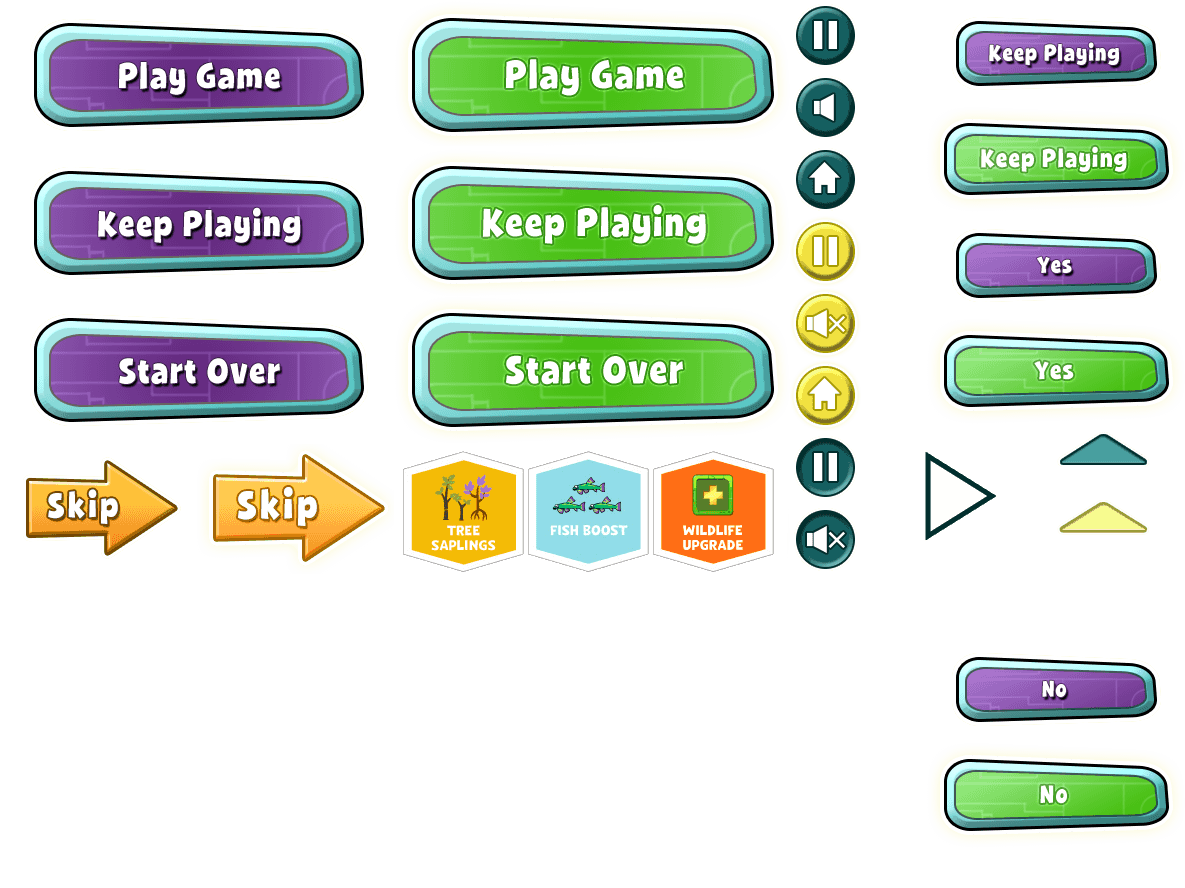 Play Game
Play Game
Keep Playing
Keep Playing
Keep Playing
Keep Playing
Yes
Start Over
Start Over
Yes
Skip
Skip
TREE
SAPLINGS
FISH BOOST
WILDLIFE
UPGRADE
No
No